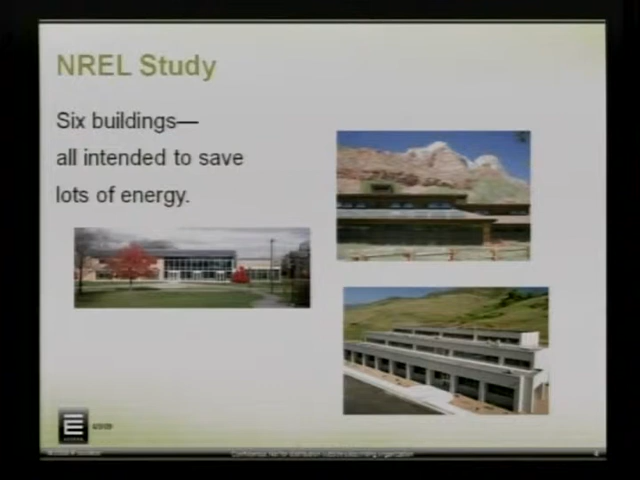 NREL Study
Six buildings—
all intended to save
lots of energy.